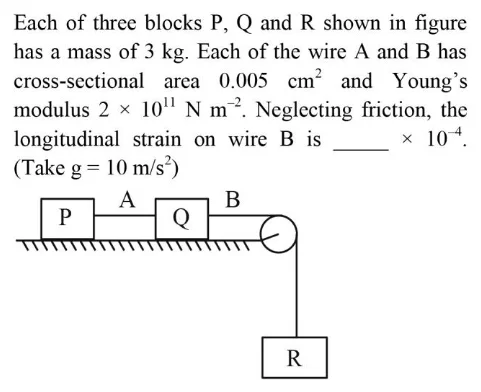 Each of three blocks P, Q and R shown in figure
has a mass of 3 kg. Each of the wire A and B has
cross-sectional area 0.005 cm² and Young's
modulus 2 × 10¹¹ N m⁻². Neglecting friction, the
longitudinal strain on wire B is ____ × 10⁻⁴.
(Take g = 10 m/s²)
A B
P Q
R